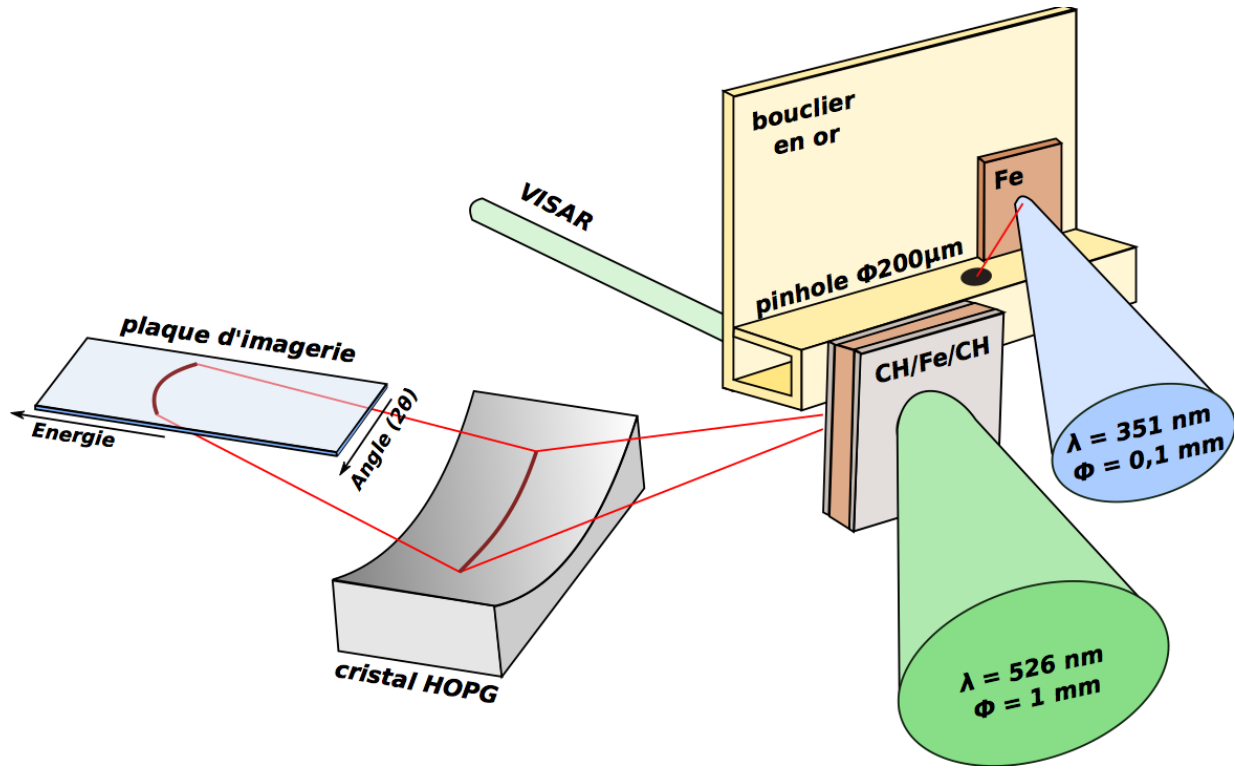 bouclier
en or
Fe
VISAR
pinhole Φ200μm
plaque d'imagerie
CH/Fe/CH
Energie
Angle (2θ)
λ = 351 nm
Φ = 0,1 mm
cristal HOPG
λ = 526 nm
Φ = 1 mm